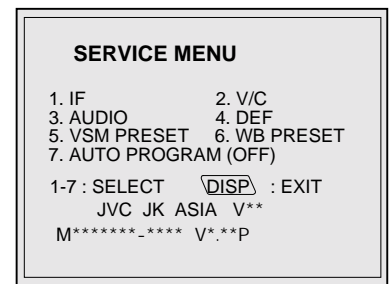 SERVICE MENU
1. IF 2. V/C
3. AUDIO 4. DEF
5. VSM PRESET 6. WB PRESET
7. AUTO PROGRAM (OFF)
1-7 : SELECT DISP : EXIT
JVC JK ASIA V**
M*******-**** V*.**P